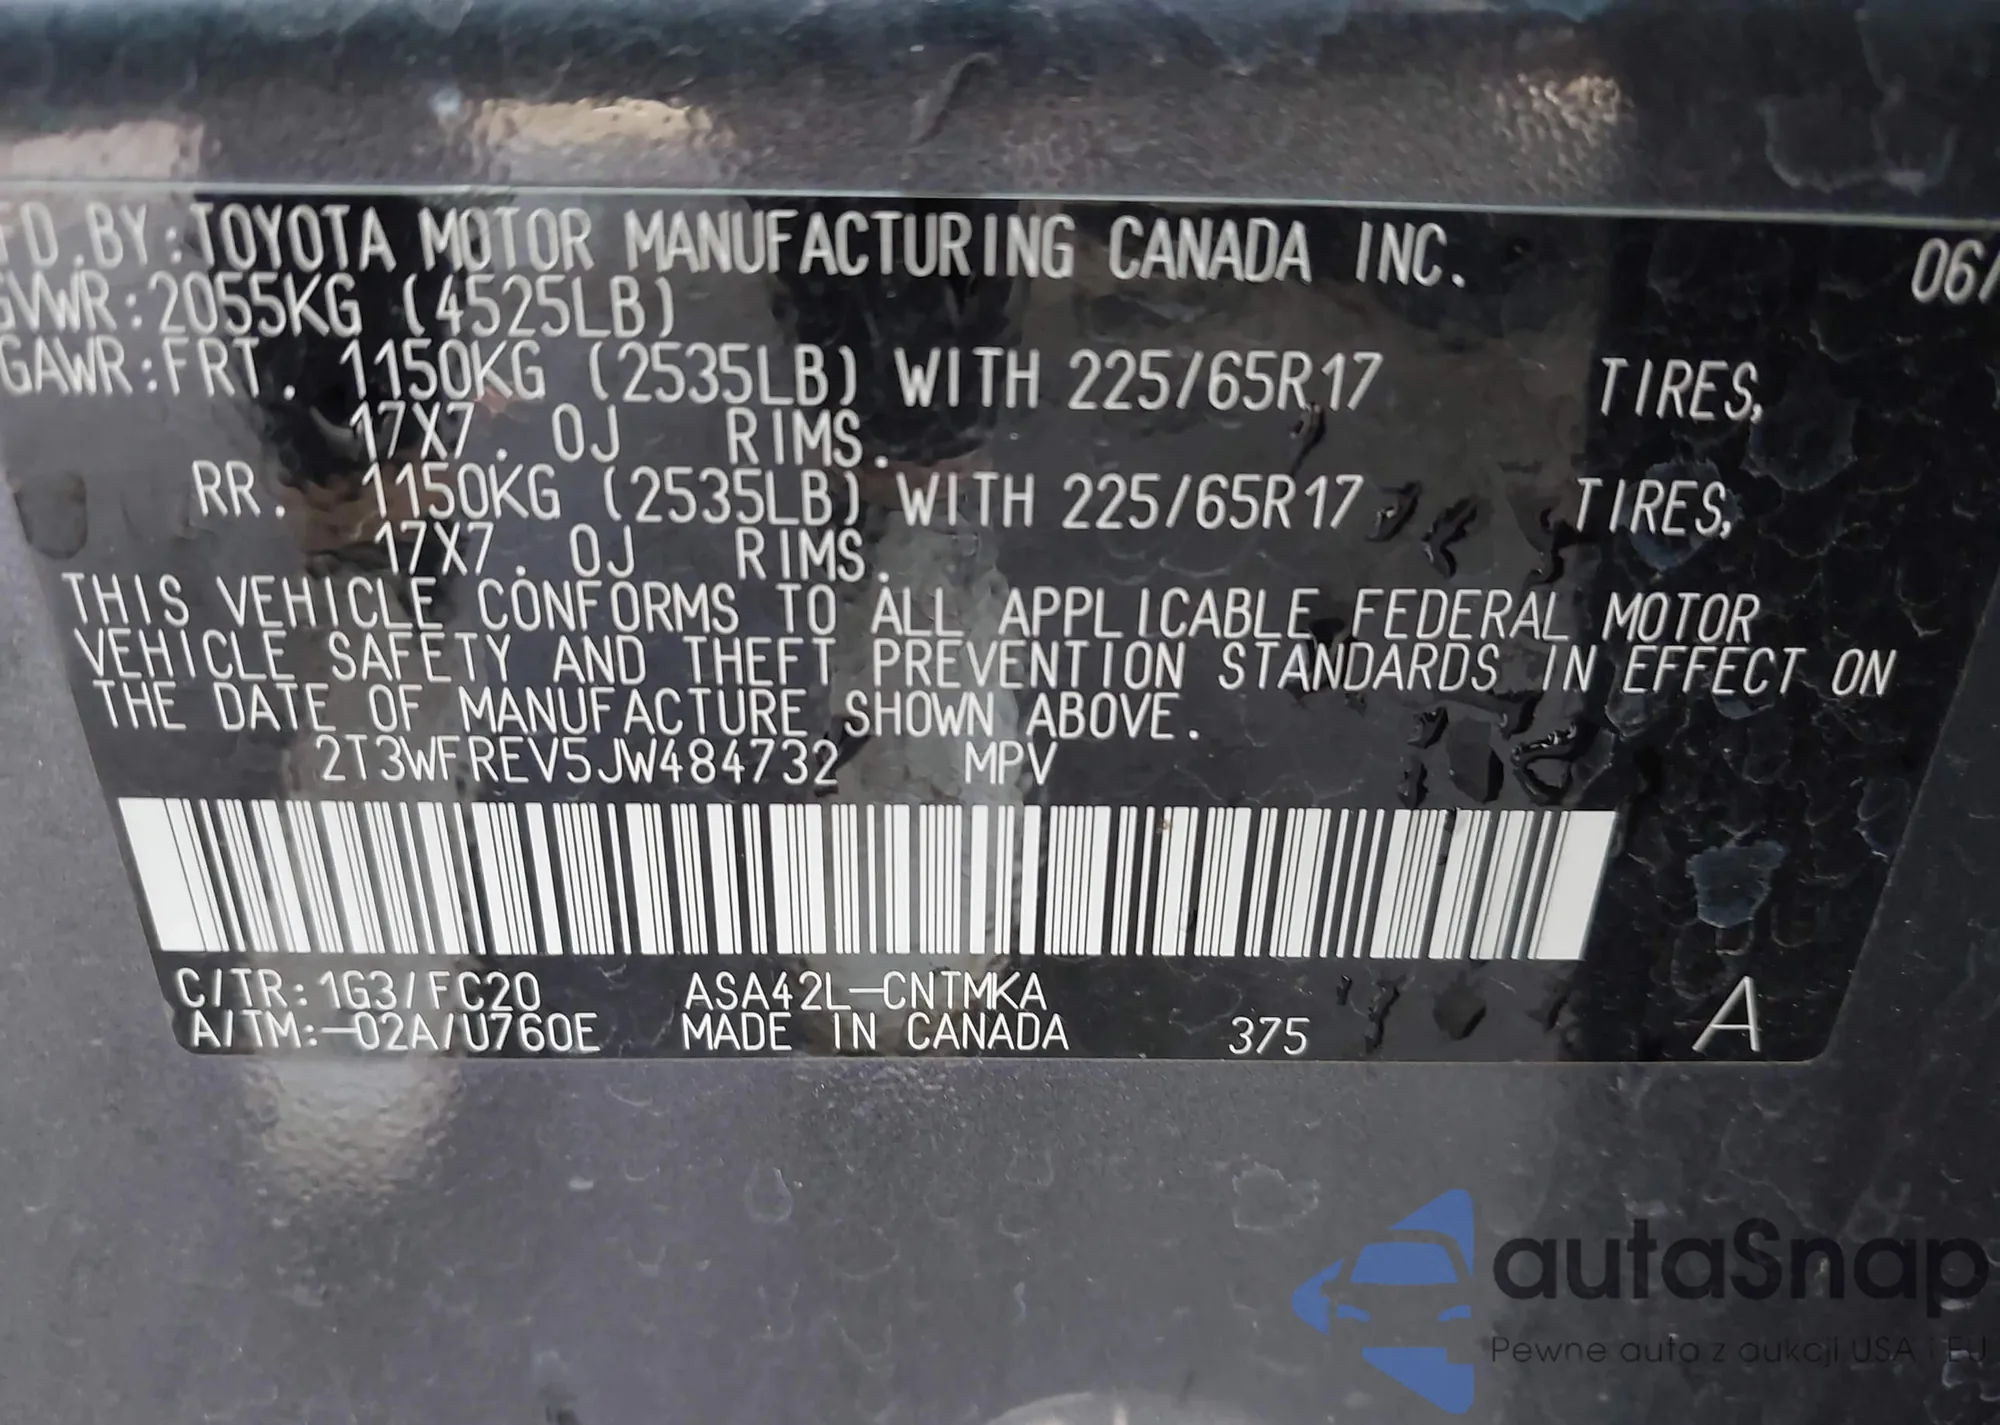 FD.BY:TOYOTA MOTOR MANUFACTURING CANADA INC. 06/
GVWR:2055KG (4525LB)
GAWR:FRT. 1150KG (2535LB) WITH 225/65R17 TIRES,
17X7.0J RIMS.
RR. 1150KG (2535LB) WITH 225/65R17 TIRES,
17X7.0J RIMS.
THIS VEHICLE CONFORMS TO ALL APPLICABLE FEDERAL MOTOR
VEHICLE SAFETY AND THEFT PREVENTION STANDARDS IN EFFECT ON
THE DATE OF MANUFACTURE SHOWN ABOVE.
2T3WFREV5JW484732 MPV
C/TR:1G3/FC20 ASA42L-CNTMKA
A/TM:-02A/U760E MADE IN CANADA 375 A
autaSnap
Pewne auta z aukcji USA i EU